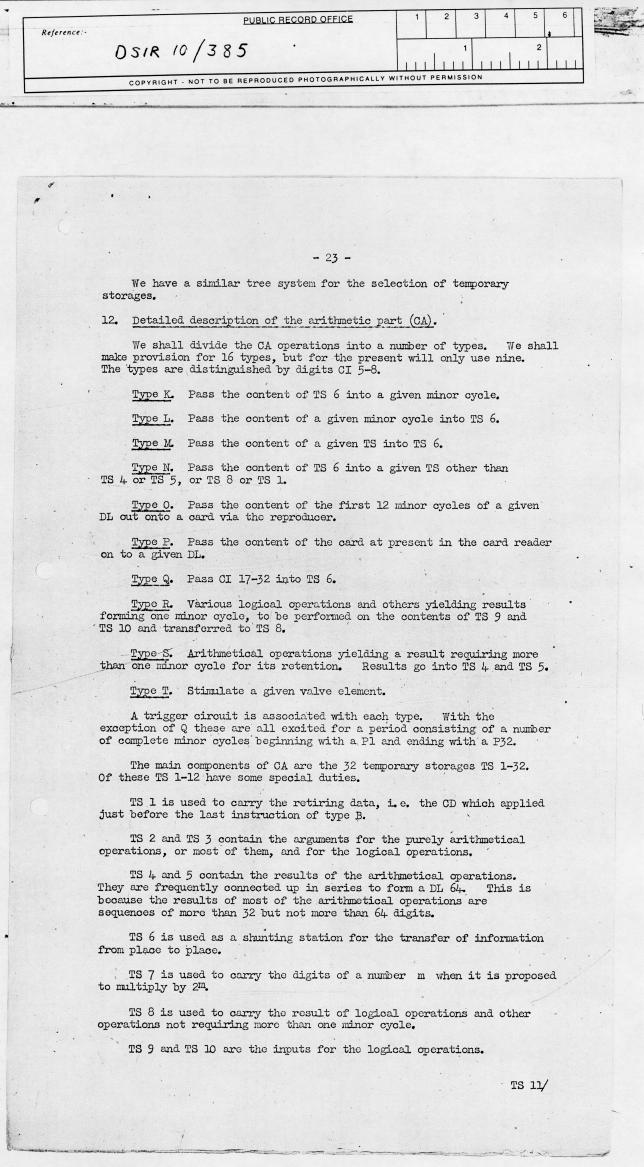 PUBLIC RECORD OFFICE
Reference:-
DSIR 10/385
1 2 3 4 5 6
1 2
COPYRIGHT - NOT TO BE REPRODUCED PHOTOGRAPHICALLY WITHOUT PERMISSION
- 23 -
We have a similar tree system for the selection of temporary
storages.
12. Detailed description of the arithmetic part (CA).
We shall divide the CA operations into a number of types. We shall
make provision for 16 types, but for the present will only use nine.
The types are distinguished by digits CI 5-8.
Type K. Pass the content of TS 6 into a given minor cycle.
Type L. Pass the content of a given minor cycle into TS 6.
Type M. Pass the content of a given TS into TS 6.
Type N. Pass the content of TS 6 into a given TS other than
TS 4 or TS 5, or TS 8 or TS 1.
Type O. Pass the content of the first 12 minor cycles of a given
DL out onto a card via the reproducer.
Type P. Pass the content of the card at present in the card reader
on to a given DL.
Type Q. Pass CI 17-32 into TS 6.
Type R. Various logical operations and others yielding results
forming one minor cycle, to be performed on the contents of TS 9 and
TS 10 and transferred to TS 8.
Type S. Arithmetical operations yielding a result requiring more
than one minor cycle for its retention. Results go into TS 4 and TS 5.
Type T. Stimulate a given valve element.
A trigger circuit is associated with each type. With the
exception of Q these are all excited for a period consisting of a number
of complete minor cycles beginning with a P1 and ending with a P32.
The main components of CA are the 32 temporary storages TS 1-32.
Of these TS 1-12 have some special duties.
TS 1 is used to carry the retiring data, i.e. the CD which applied
just before the last instruction of type B.
TS 2 and TS 3 contain the arguments for the purely arithmetical
operations, or most of them, and for the logical operations.
TS 4 and 5 contain the results of the arithmetical operations.
They are frequently connected up in series to form a DL 64. This is
because the results of most of the arithmetical operations are
sequences of more than 32 but not more than 64 digits.
TS 6 is used as a shunting station for the transfer of information
from place to place.
TS 7 is used to carry the digits of a number m when it is proposed
to multiply by 2ᵐ.
TS 8 is used to carry the result of logical operations and other
operations not requiring more than one minor cycle.
TS 9 and TS 10 are the inputs for the logical operations.
TS 11/